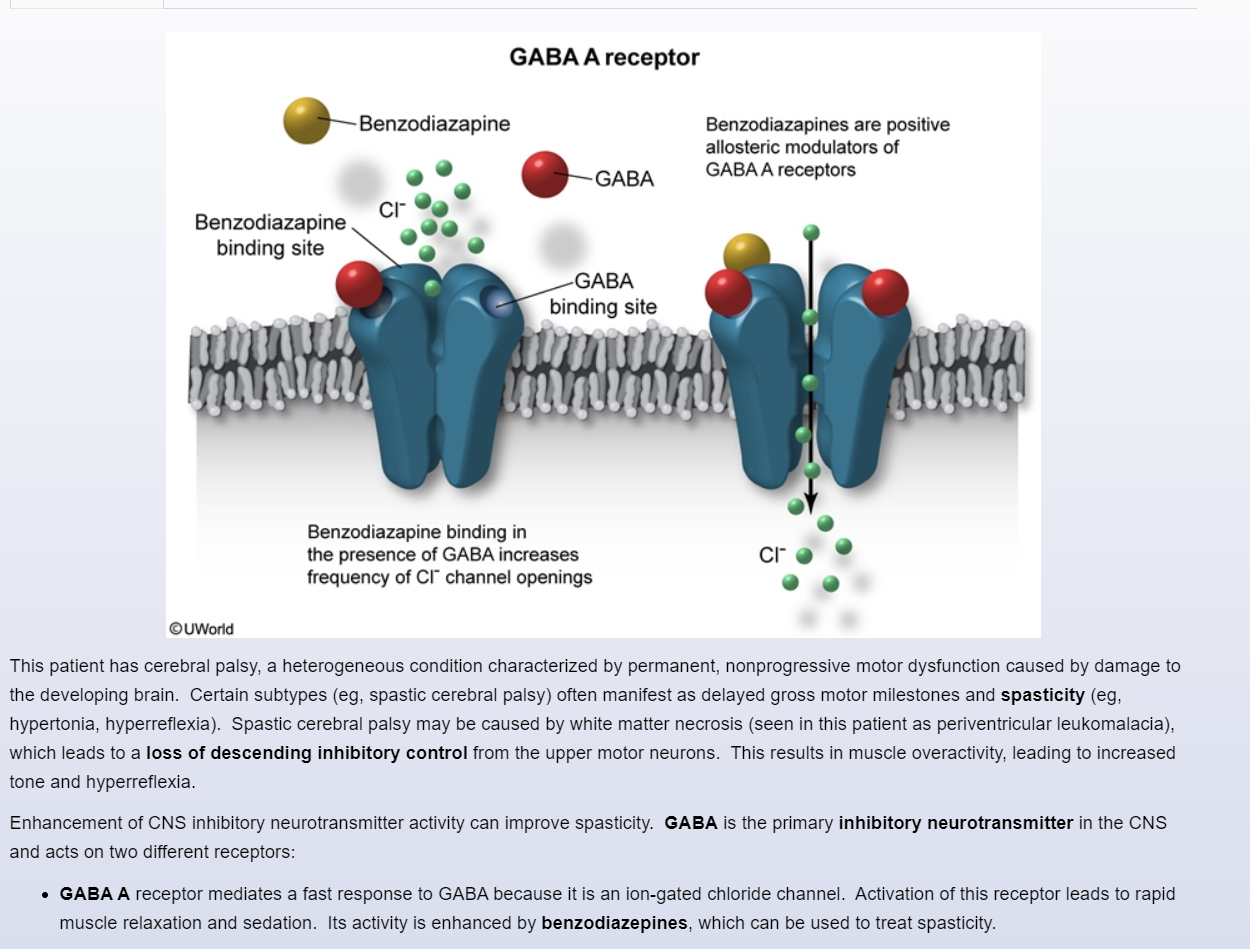 GABA A receptor
Benzodiazapine
Benzodiazapines are positive
allosteric modulators of
GABA A receptors
GABA
Cl⁻
Benzodiazapine
binding site
GABA
binding site
Benzodiazapine binding in
the presence of GABA increases
frequency of Cl⁻ channel openings
Cl⁻
©UWorld
This patient has cerebral palsy, a heterogeneous condition characterized by permanent, nonprogressive motor dysfunction caused by damage to
the developing brain.  Certain subtypes (eg, spastic cerebral palsy) often manifest as delayed gross motor milestones and spasticity (eg,
hypertonia, hyperreflexia).  Spastic cerebral palsy may be caused by white matter necrosis (seen in this patient as periventricular leukomalacia),
which leads to a loss of descending inhibitory control from the upper motor neurons.  This results in muscle overactivity, leading to increased
tone and hyperreflexia.
Enhancement of CNS inhibitory neurotransmitter activity can improve spasticity.  GABA is the primary inhibitory neurotransmitter in the CNS
and acts on two different receptors:
• GABA A receptor mediates a fast response to GABA because it is an ion-gated chloride channel.  Activation of this receptor leads to rapid
muscle relaxation and sedation.  Its activity is enhanced by benzodiazepines, which can be used to treat spasticity.